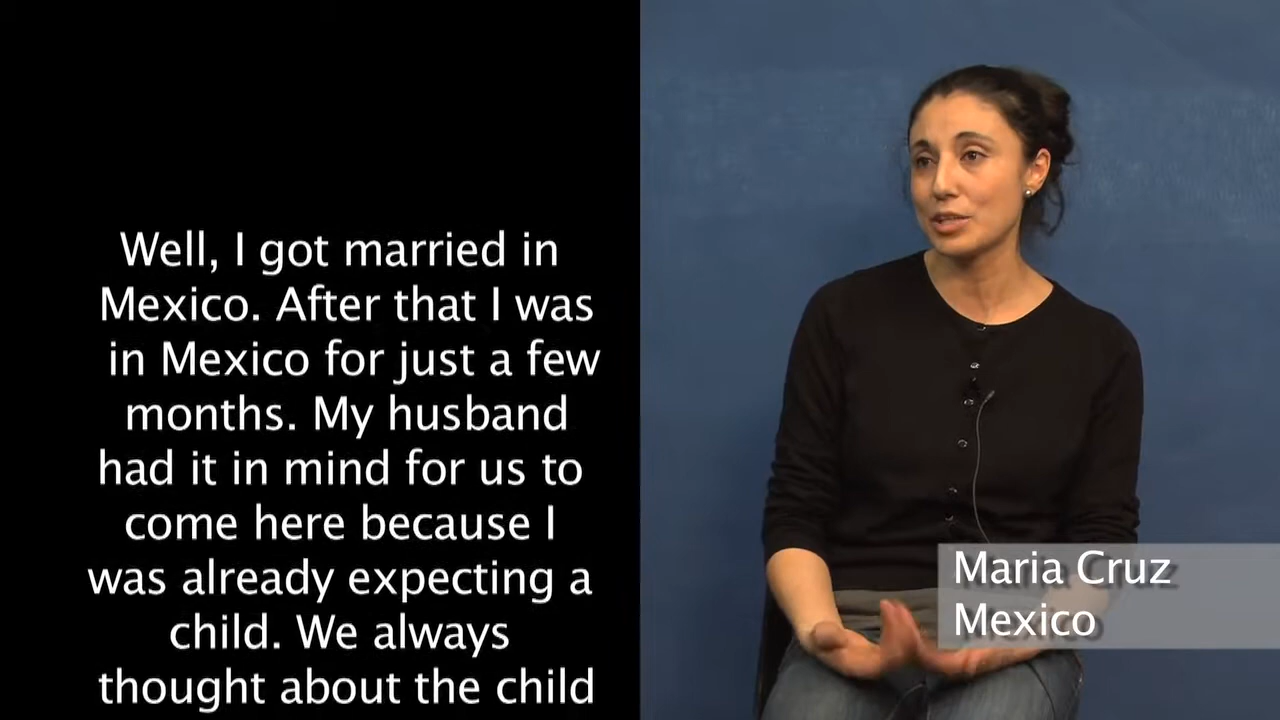 Well, I got married in
Mexico. After that I was
in Mexico for just a few
months. My husband
had it in mind for us to
come here because I
was already expecting a
child. We always
thought about the child
Maria Cruz
Mexico